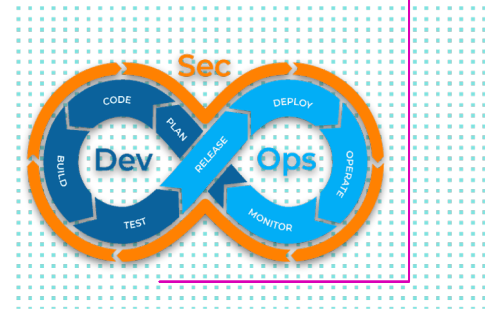 Sec
CODE
DEPLOY
PLAN
BUILD
Dev
RELEASE
Ops
OPERATE
TEST
MONITOR